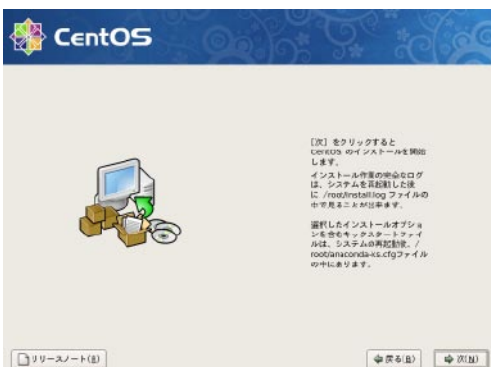 CentOS
[次] をクリックすると
CentOS のインストールを開始
します。
インストール作業の完全なログ
は、システムを再起動した後
に /root/install.log ファイルの
中で見ることが出来ます。
選択したインストールオプショ
ンを含むキックスタートファイ
ルは、システムの再起動後、/
root/anaconda-ks.cfgファイル
の中にあります。
リリースノート(R)
戻る(B)
次(N)